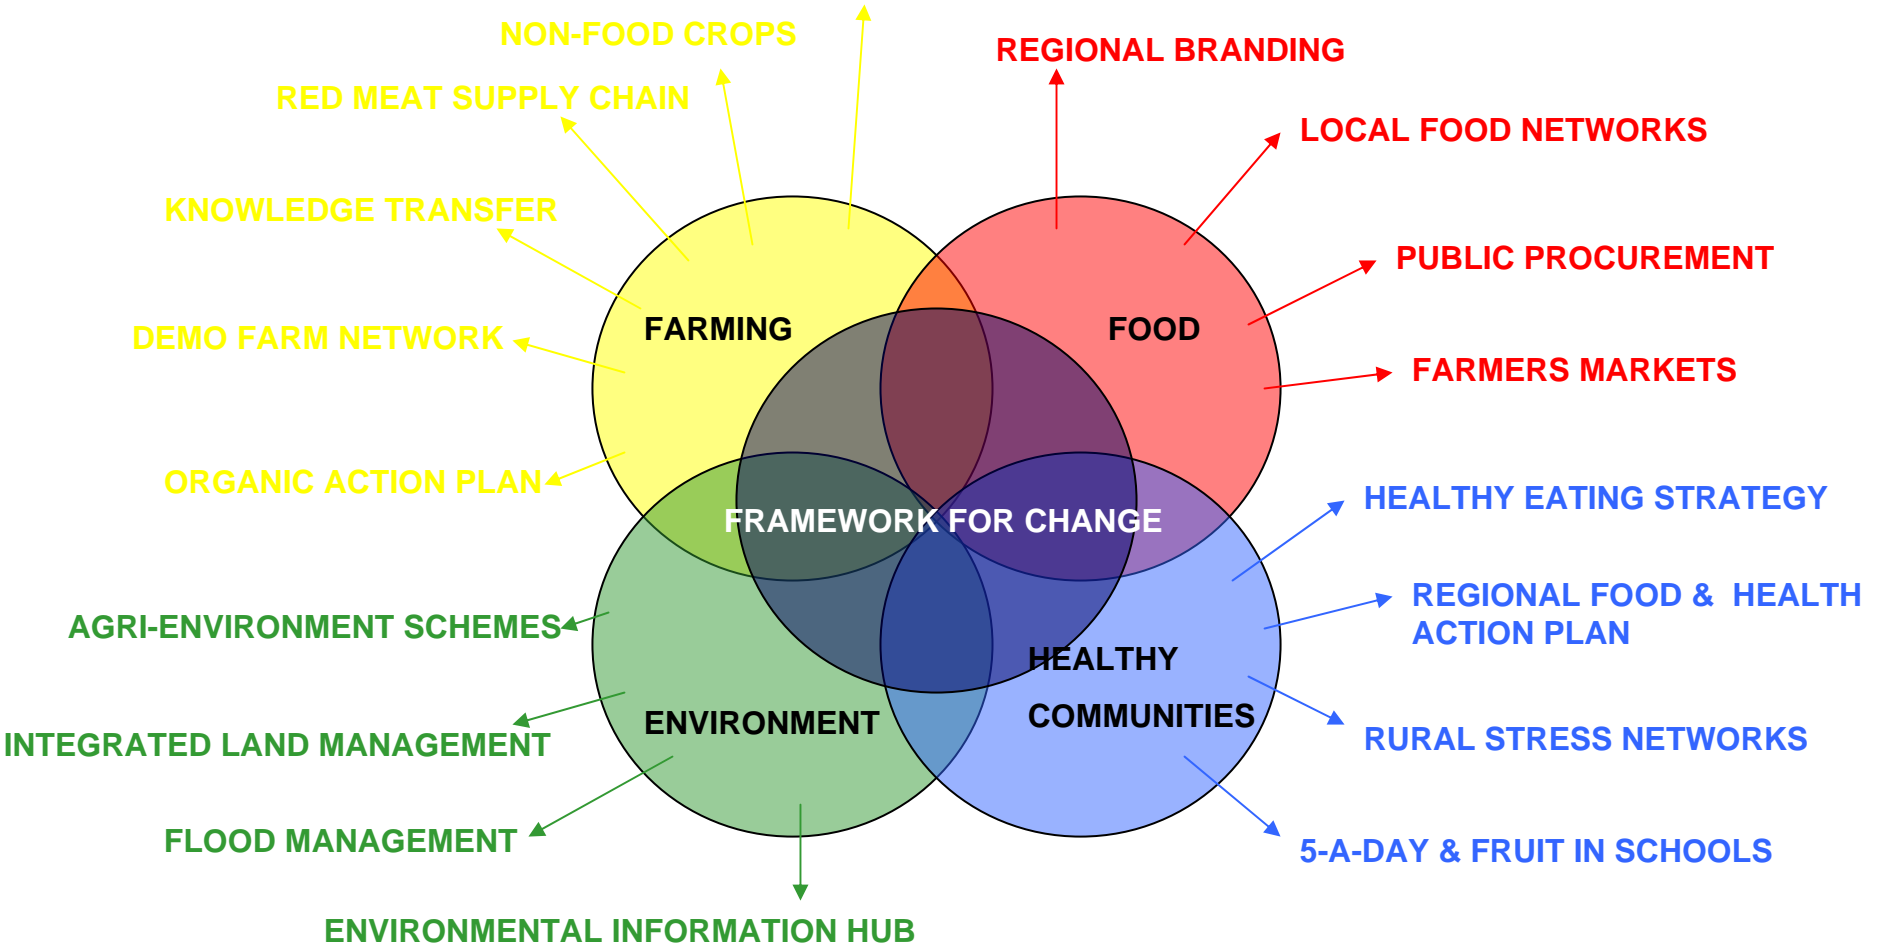 NON-FOOD CROPS
REGIONAL BRANDING
RED MEAT SUPPLY CHAIN
LOCAL FOOD NETWORKS
KNOWLEDGE TRANSFER
PUBLIC PROCUREMENT
DEMO FARM NETWORK
FARMING
FOOD
FARMERS MARKETS
ORGANIC ACTION PLAN
HEALTHY EATING STRATEGY
FRAMEWORK FOR CHANGE
REGIONAL FOOD & HEALTH
ACTION PLAN
AGRI-ENVIRONMENT SCHEMES
HEALTHY
COMMUNITIES
ENVIRONMENT
INTEGRATED LAND MANAGEMENT
RURAL STRESS NETWORKS
FLOOD MANAGEMENT
5-A-DAY & FRUIT IN SCHOOLS
ENVIRONMENTAL INFORMATION HUB